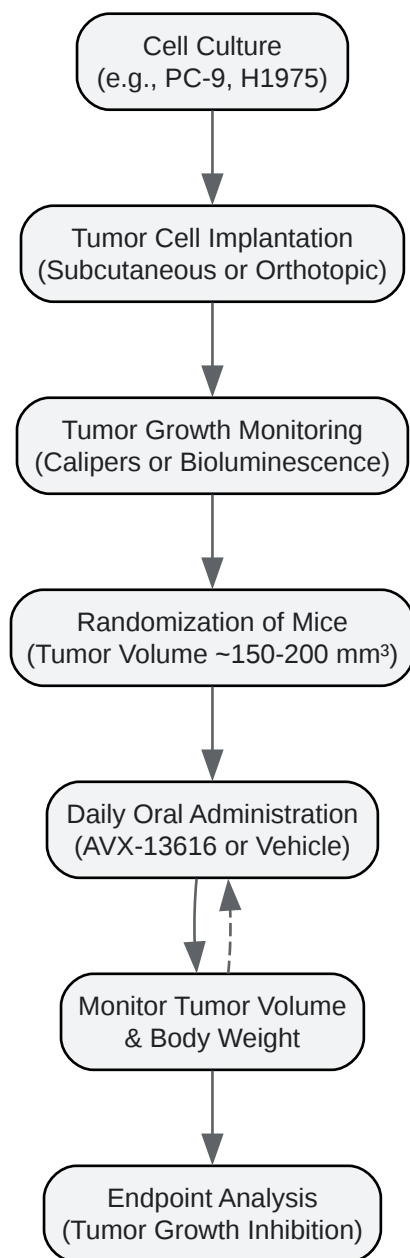 Cell Culture
(e.g., PC-9, H1975)
Tumor Cell Implantation
(Subcutaneous or Orthotopic)
Tumor Growth Monitoring
(Calipers or Bioluminescence)
Randomization of Mice
(Tumor Volume ~150-200 mm³)
Daily Oral Administration
(AVX-13616 or Vehicle)
Monitor Tumor Volume
& Body Weight
Endpoint Analysis
(Tumor Growth Inhibition)